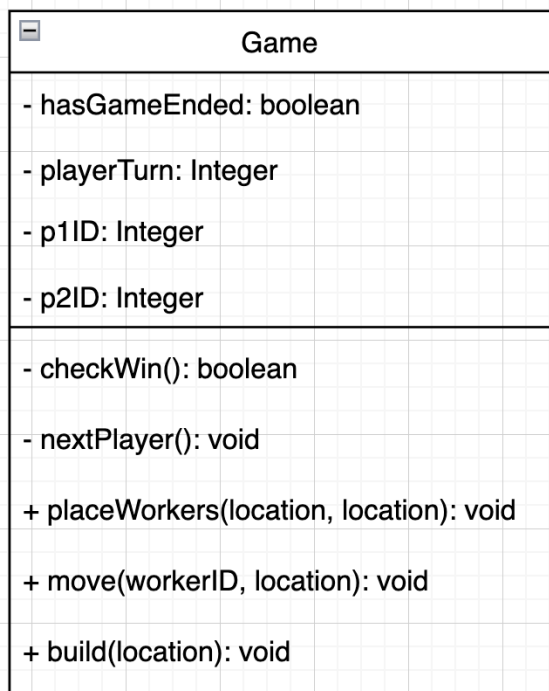 Game
- hasGameEnded: boolean
- playerTurn: Integer
- p1ID: Integer
- p2ID: Integer
- checkWin(): boolean
- nextPlayer(): void
+ placeWorkers(location, location): void
+ move(workerID, location): void
+ build(location): void